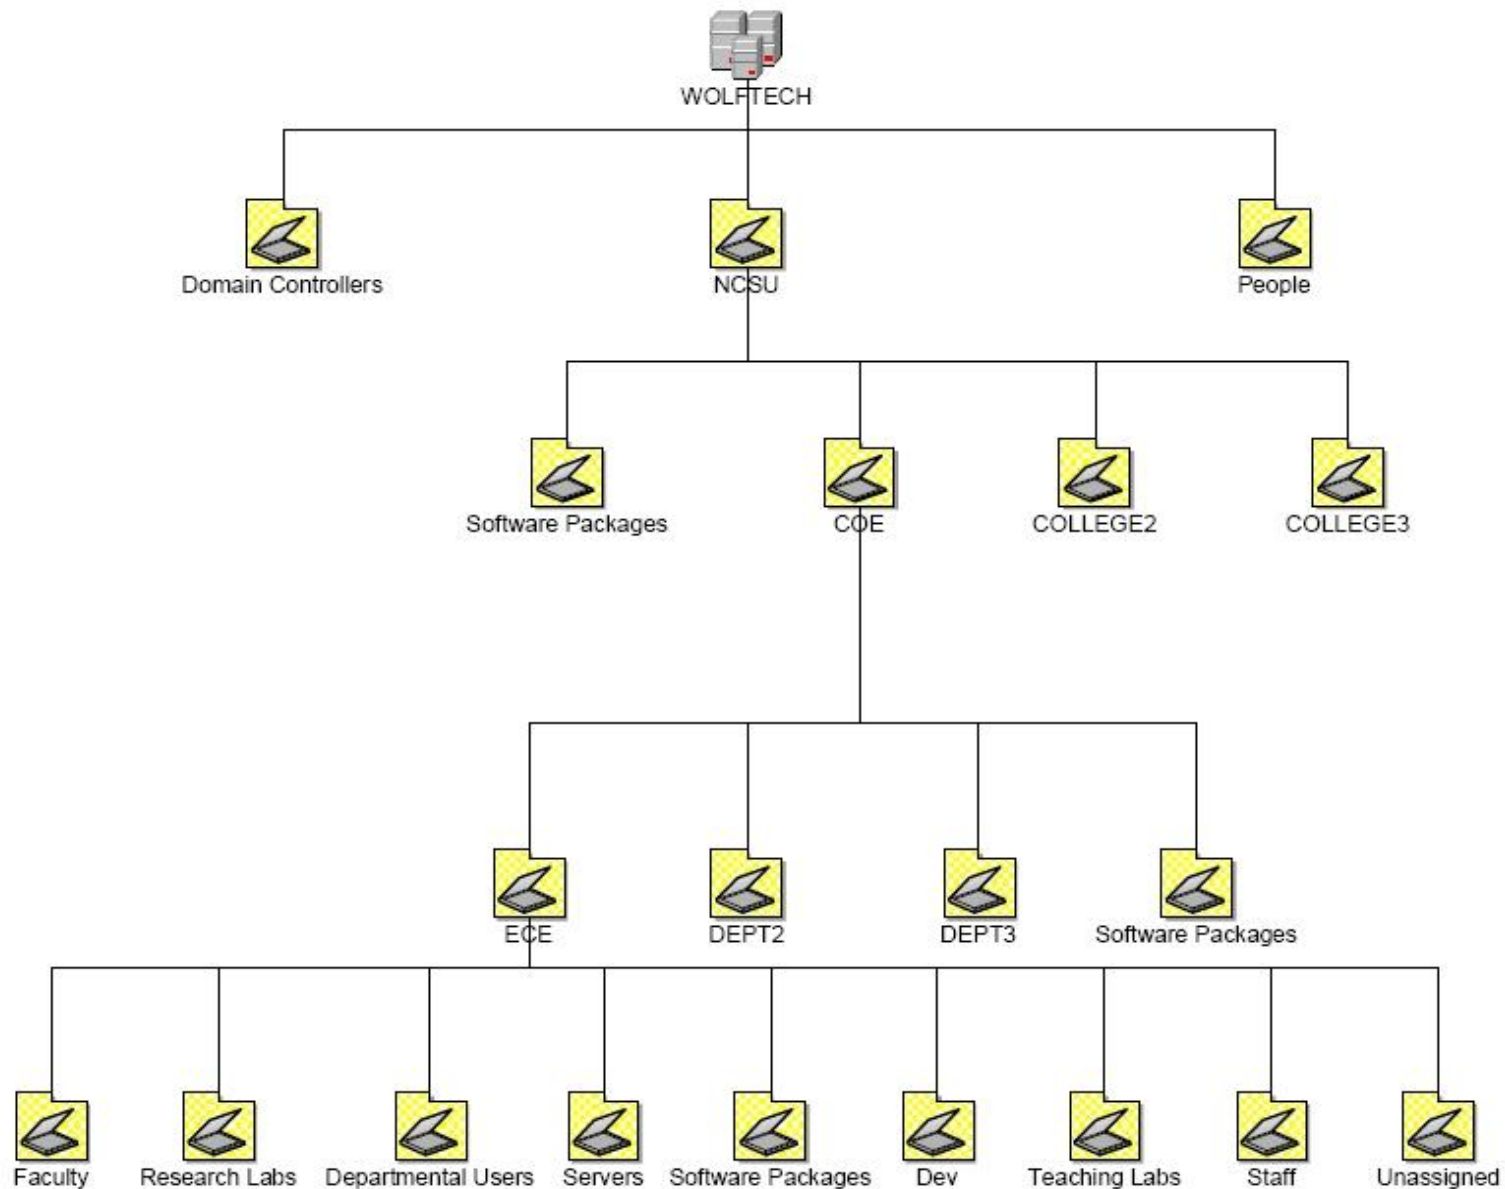 WOLFTECH
Domain Controllers
NCSU
People
Software Packages
COE
COLLEGE2
COLLEGE3
ECE
DEPT2
DEPT3
Software Packages
Faculty
Research Labs
Departmental Users
Servers
Software Packages
Dev
Teaching Labs
Staff
Unassigned